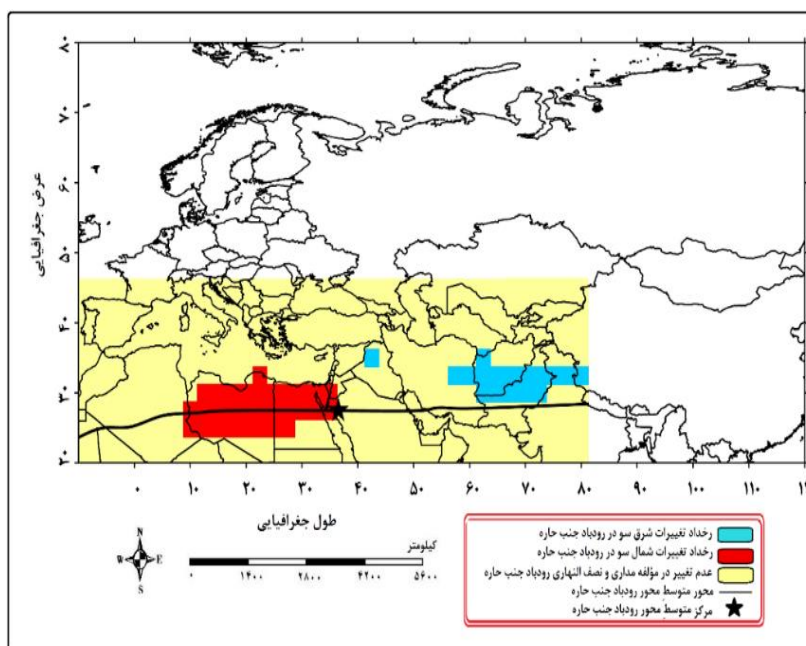 ۸۰
۷۰
۶۰
۵۰
۴۰
۳۰
۲۰
عرض جغرافیایی
۰ ۱۰ ۲۰ ۳۰ ۴۰ ۵۰ ۶۰ ۷۰ ۸۰ ۹۰ ۱۰۰ ۱۱۰
طول جغرافیایی
کیلومتر
۰ ۱۴۰۰ ۲۸۰۰ ۴۲۰۰ ۵۶۰۰
N
W E
S
رخداد تغییرات شرق سو در رودباد جنب حاره
رخداد تغییرات شمال سو در رودباد جنب حاره
عدم تغییر در مؤلفه مداری و نصف النهاری رودباد جنب حاره
محور متوسط محور رودباد جنب حاره
مرکز متوسط محور رودباد جنب حاره